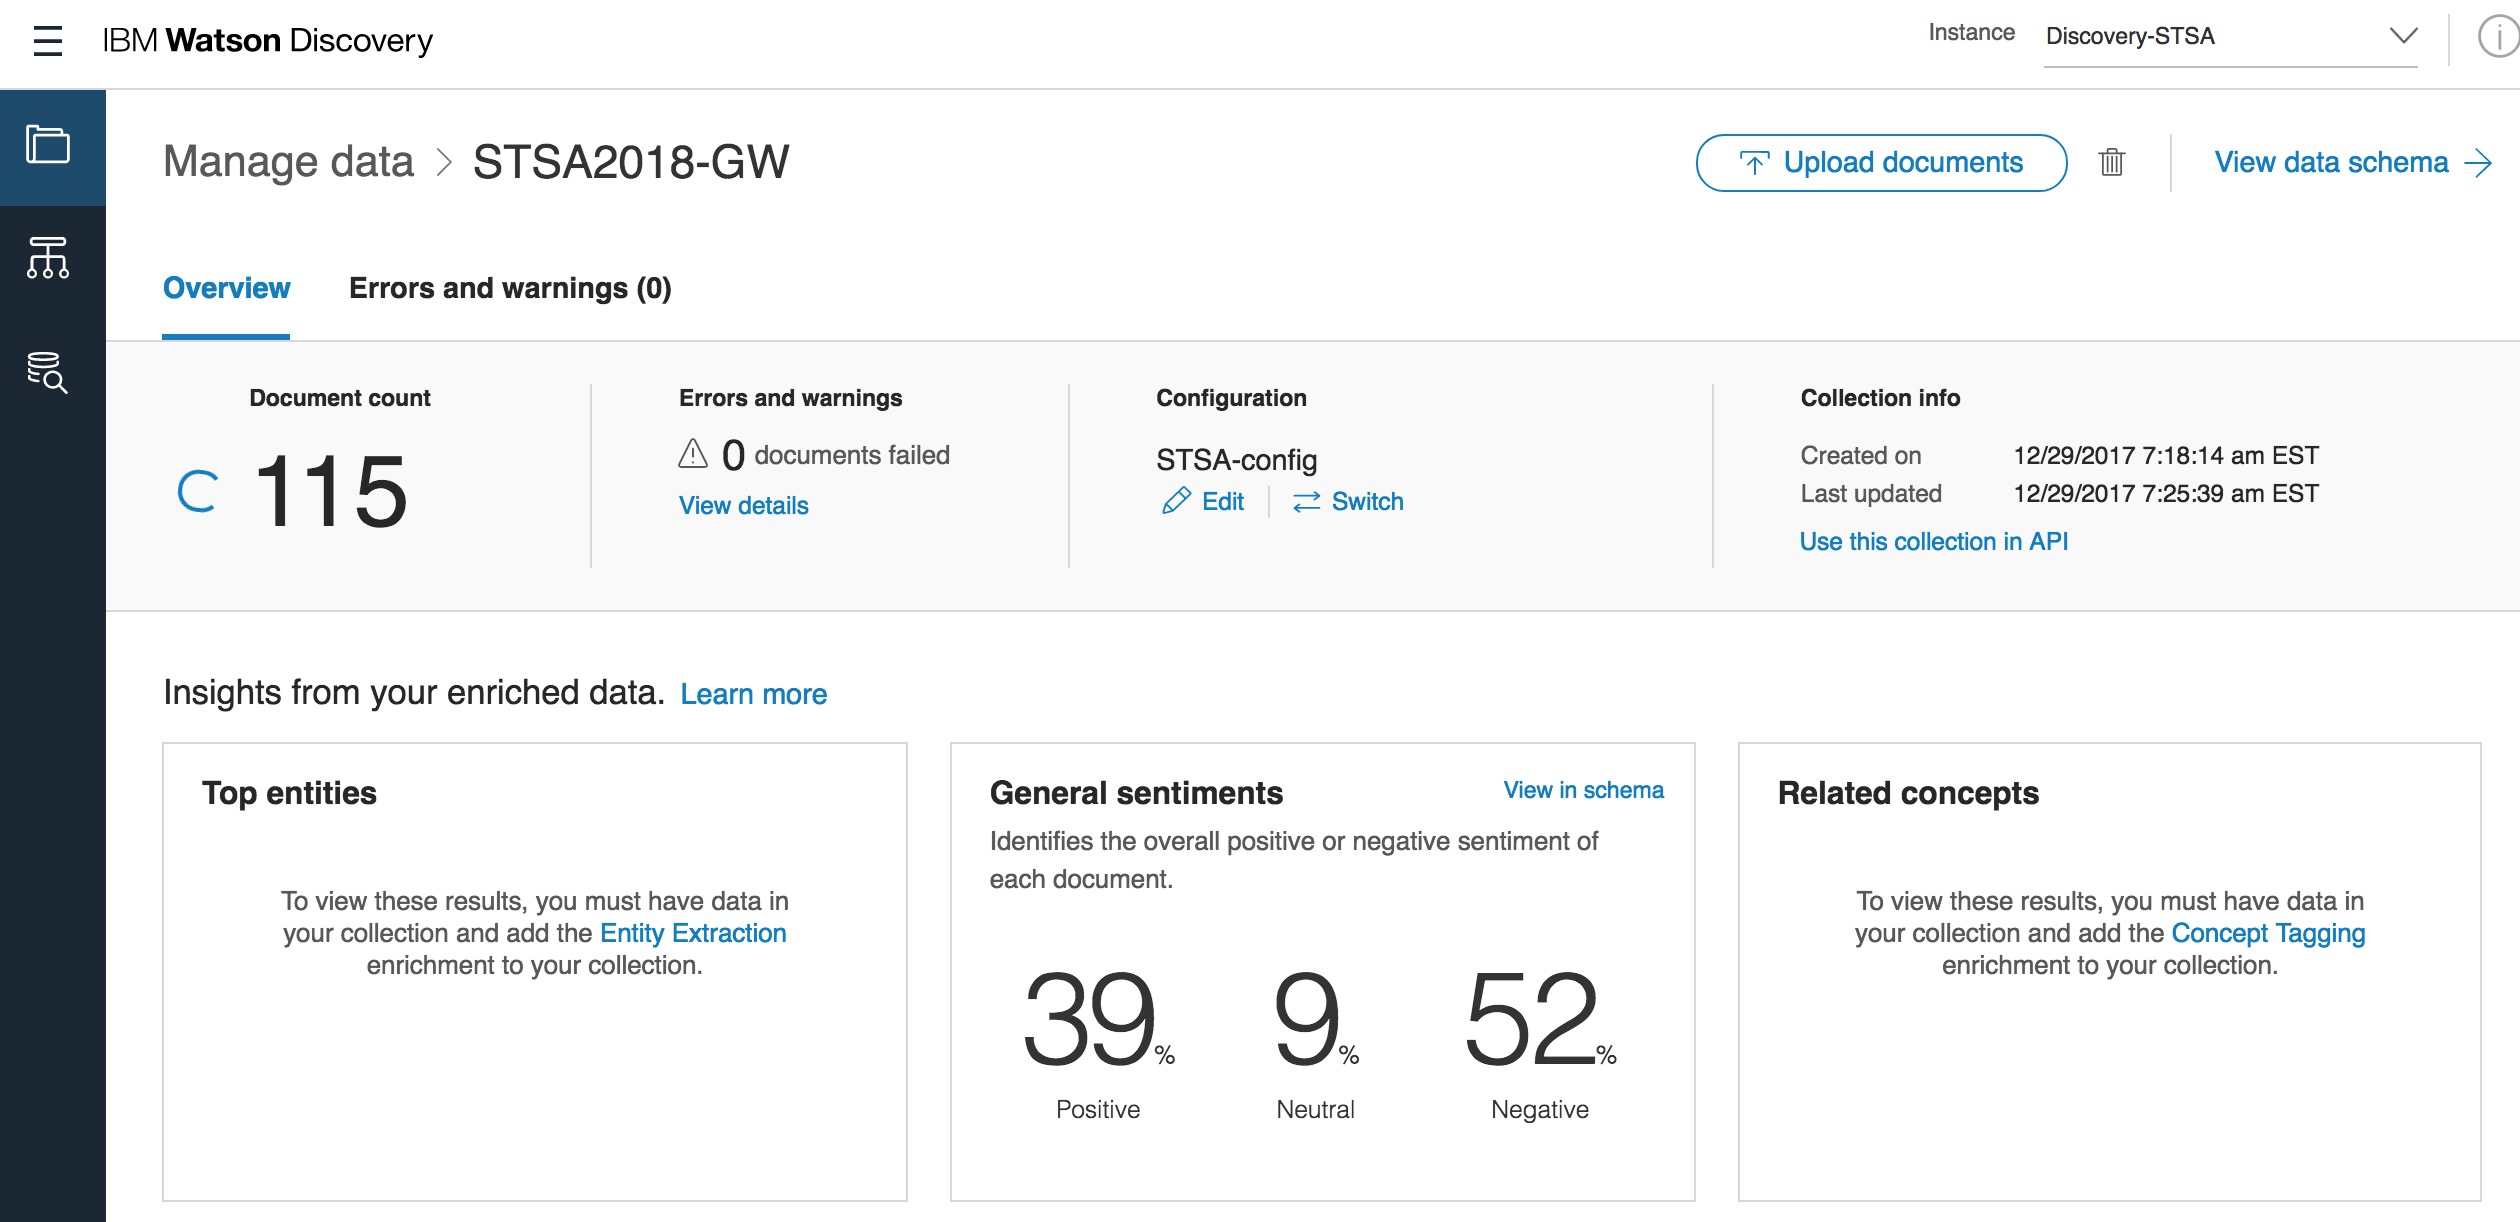 IBM Watson Discovery
Instance
Discovery-STSA
Manage data > STSA2018-GW
Upload documents
View data schema
Overview
Errors and warnings (0)
Document count
115
Errors and warnings
0 documents failed
View details
Configuration
STSA-config
Edit
Switch
Collection info
Created on 12/29/2017 7:18:14 am EST
Last updated 12/29/2017 7:25:39 am EST
Use this collection in API
Insights from your enriched data. Learn more
Top entities
To view these results, you must have data in
your collection and add the Entity Extraction
enrichment to your collection.
General sentiments
View in schema
Identifies the overall positive or negative sentiment of
each document.
39% 9% 52%
Positive Neutral Negative
Related concepts
To view these results, you must have data in
your collection and add the Concept Tagging
enrichment to your collection.